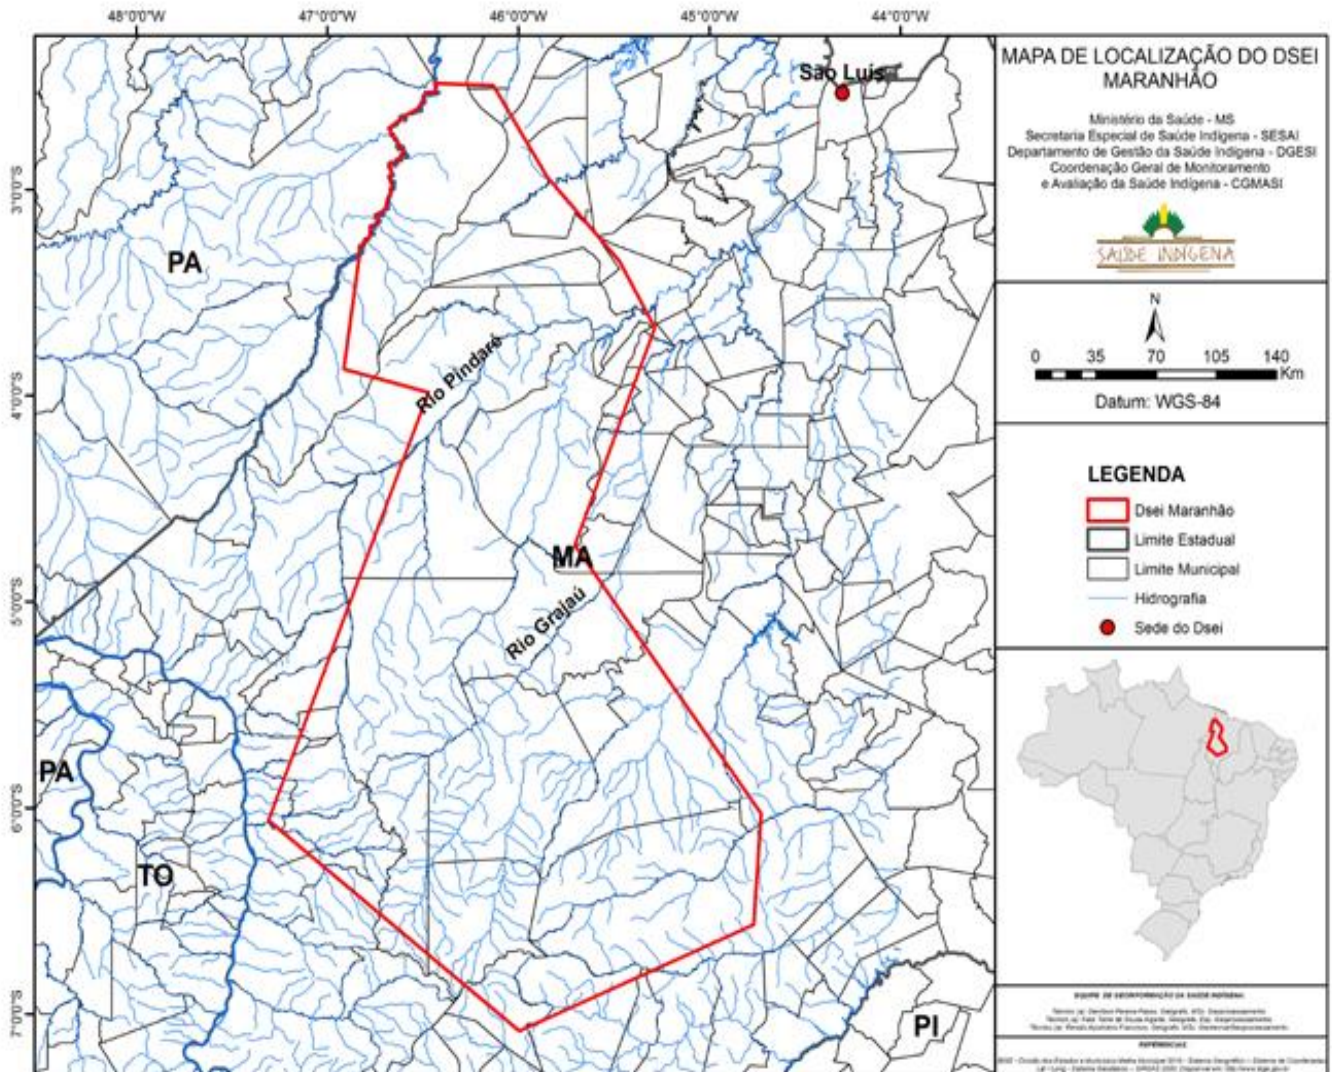 48°0'0"W 47°0'0"W 46°0'0"W 45°0'0"W 44°0'0"W
3°0'0"S
4°0'0"S
5°0'0"S
6°0'0"S
7°0'0"S
São Luís
PA
Rio Pindaré
MA
Rio Grajaú
PA
TO
PI
MAPA DE LOCALIZAÇÃO DO DSEI
MARANHÃO
Ministério da Saúde - MS
Secretaria Especial de Saúde Indígena - SESAI
Departamento de Gestão da Saúde Indígena - DGESI
Coordenação Geral de Monitoramento
e Avaliação da Saúde Indígena - CGMASI
SAÚDE INDÍGENA
N
0 35 70 105 140
Km
Datum: WGS-84
LEGENDA
Dsei Maranhão
Limite Estadual
Limite Municipal
Hidrografia
Sede do Dsei
REFERÊNCIAS